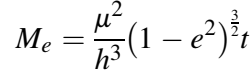 M_e = \frac{\mu^2}{h^3}(1 - e^2)^{\frac{3}{2}}t